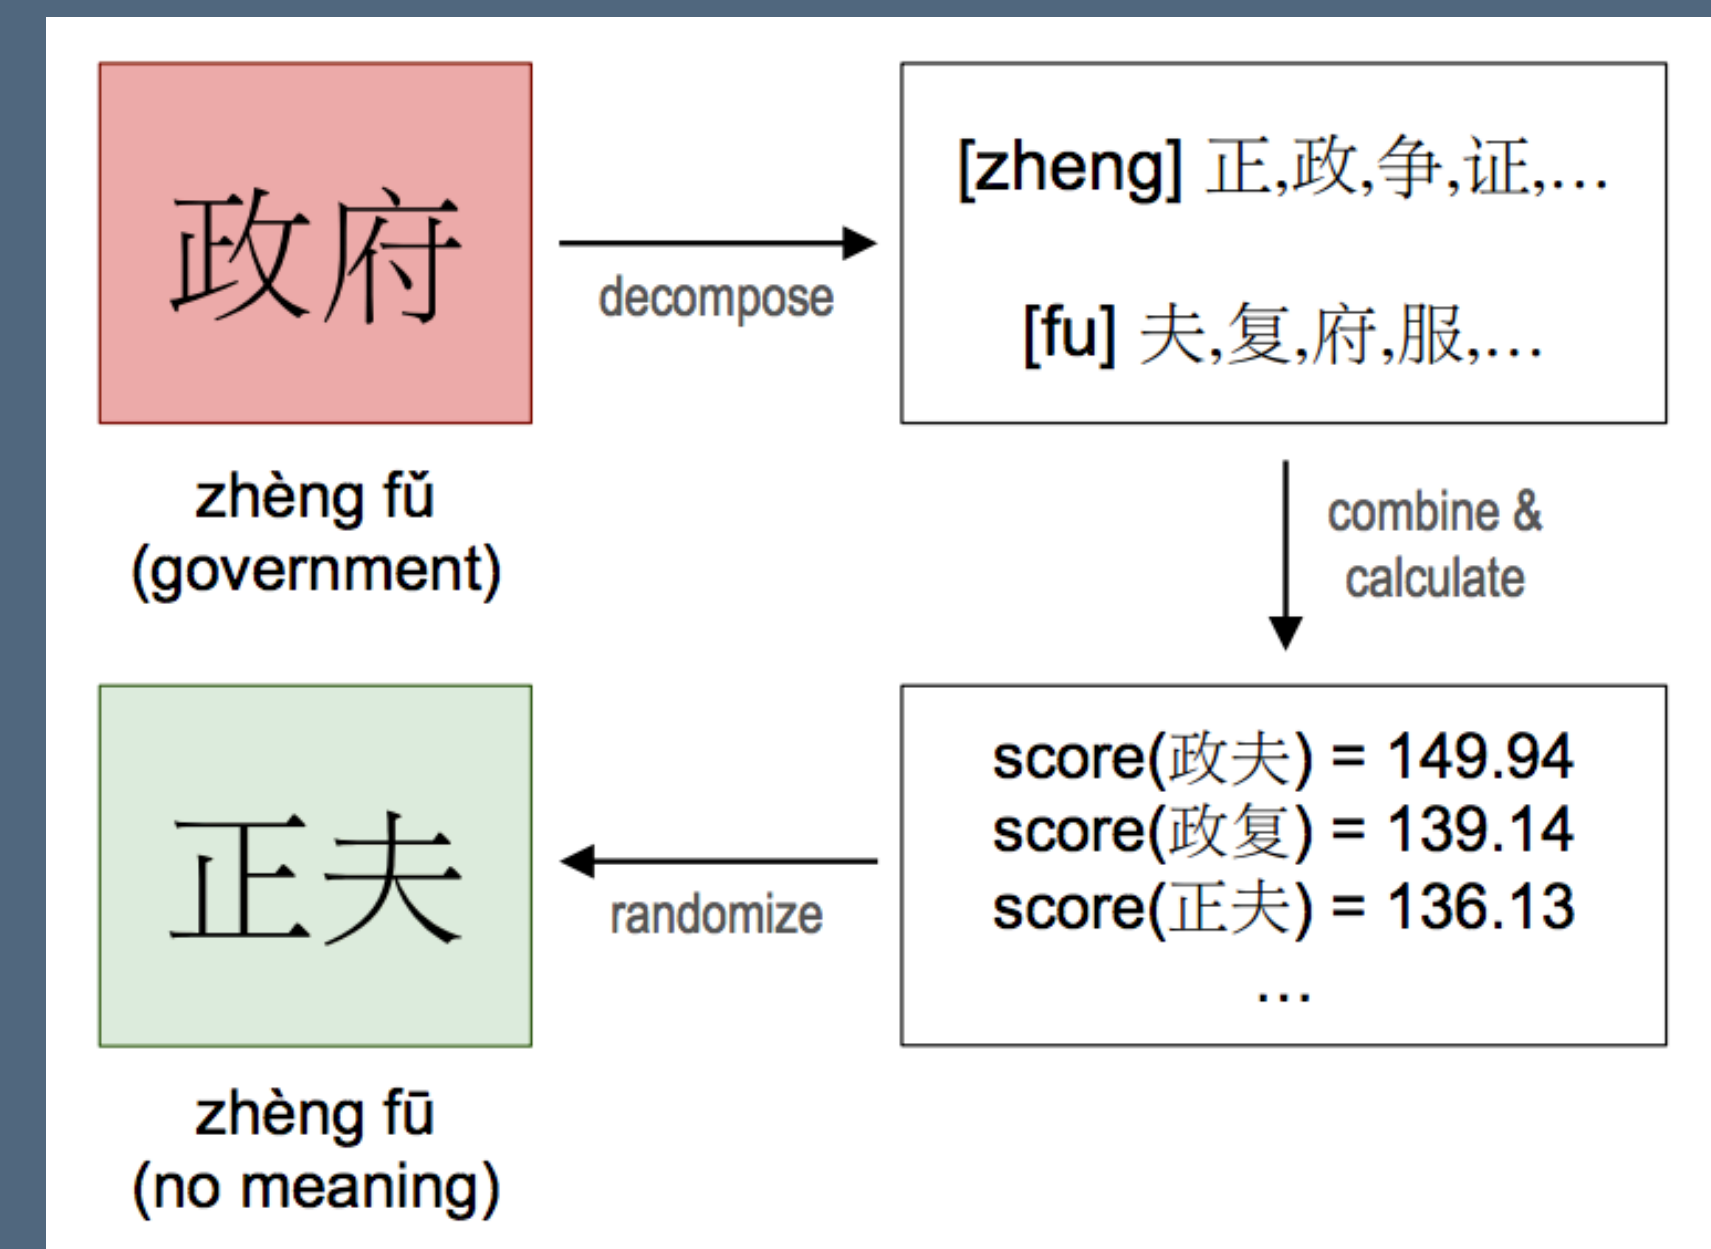 政府
zhèng fǔ
(government)
decompose
[zheng] 正,政,争,证,...
[fu] 夫,复,府,服,...
combine &
calculate
score(政夫) = 149.94
score(政复) = 139.14
score(正夫) = 136.13
...
randomize
正夫
zhèng fū
(no meaning)